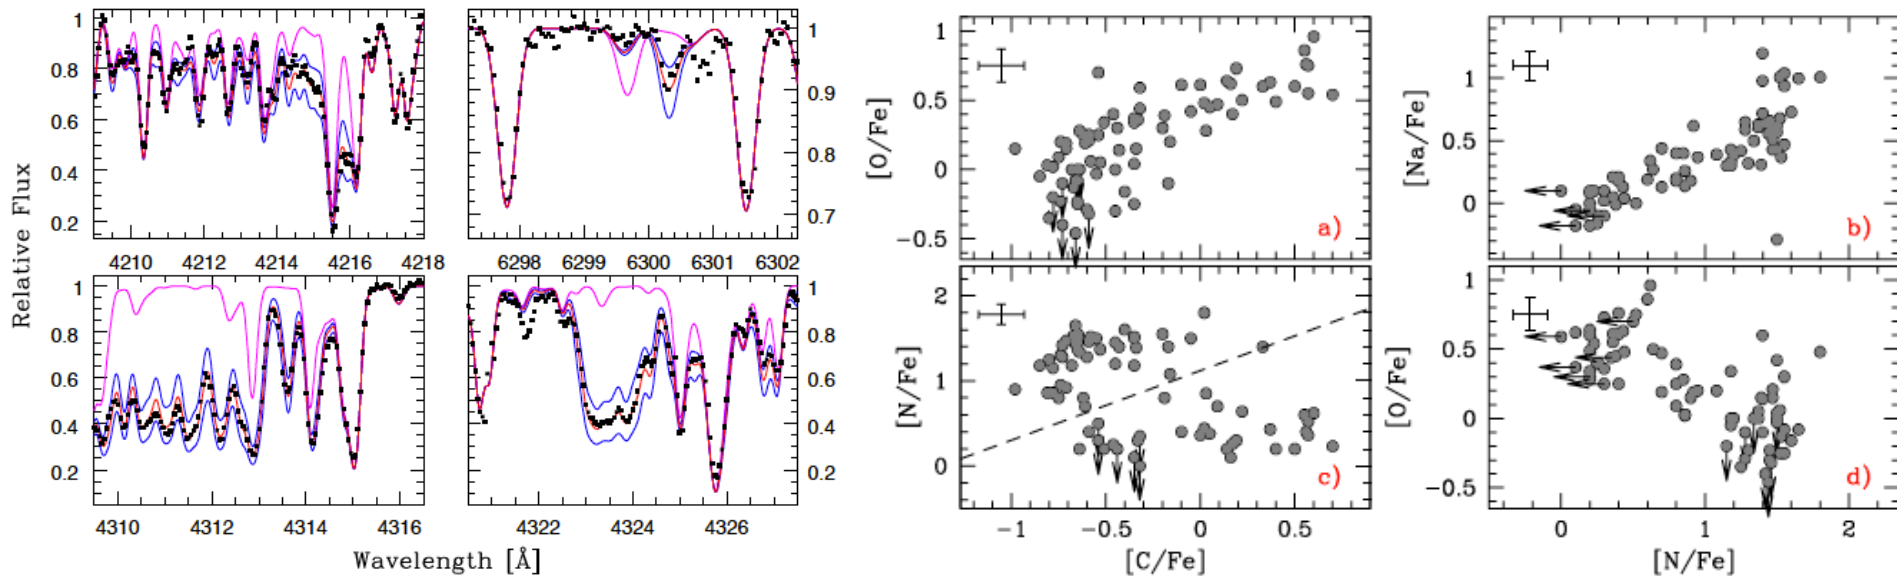 Relative Flux
1
0.8
0.6
0.4
0.2
4210 4212 4214 4216 4218
1
0.9
0.8
0.7
6298 6299 6300 6301 6302
1
0.8
0.6
0.4
0.2
4310 4312 4314 4316
1
0.8
0.6
0.4
0.2
4322 4324 4326
Wavelength [Å]
[O/Fe]
1
0.5
0
-0.5
a)
[Na/Fe]
1
0.5
0
b)
[N/Fe]
2
1
0
c)
-1 -0.5 0 0.5
[C/Fe]
[O/Fe]
1
0.5
0
-0.5
d)
0 1 2
[N/Fe]